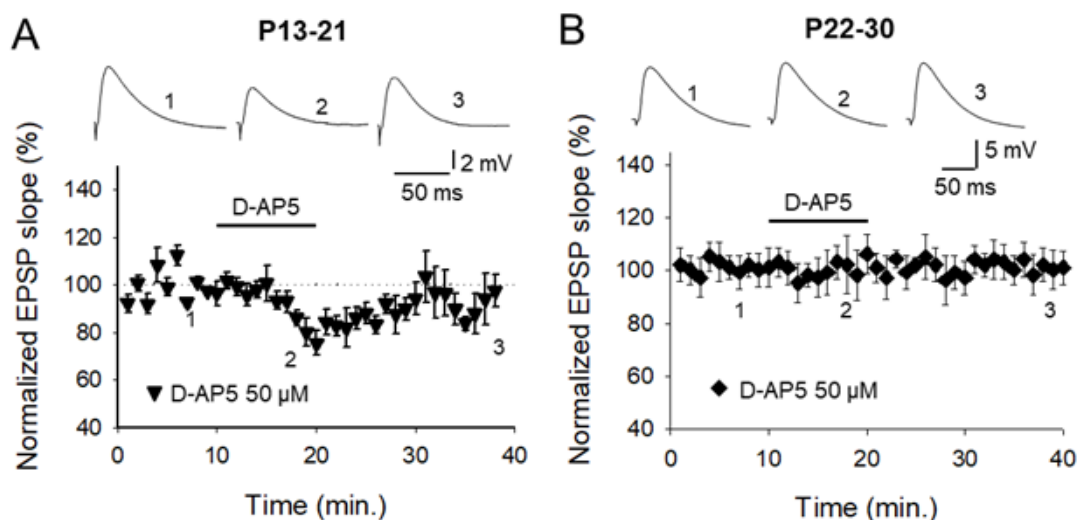 A
P13-21
1
2
3
2 mV
50 ms
Normalized EPSP slope (%)
140
120
100
80
60
40
D-AP5
1
2
3
D-AP5 50 µM
0
10
20
30
40
Time (min.)
B
P22-30
1
2
3
5 mV
50 ms
Normalized EPSP slope (%)
140
120
100
80
60
40
D-AP5
1
2
3
D-AP5 50 µM
0
10
20
30
40
Time (min.)